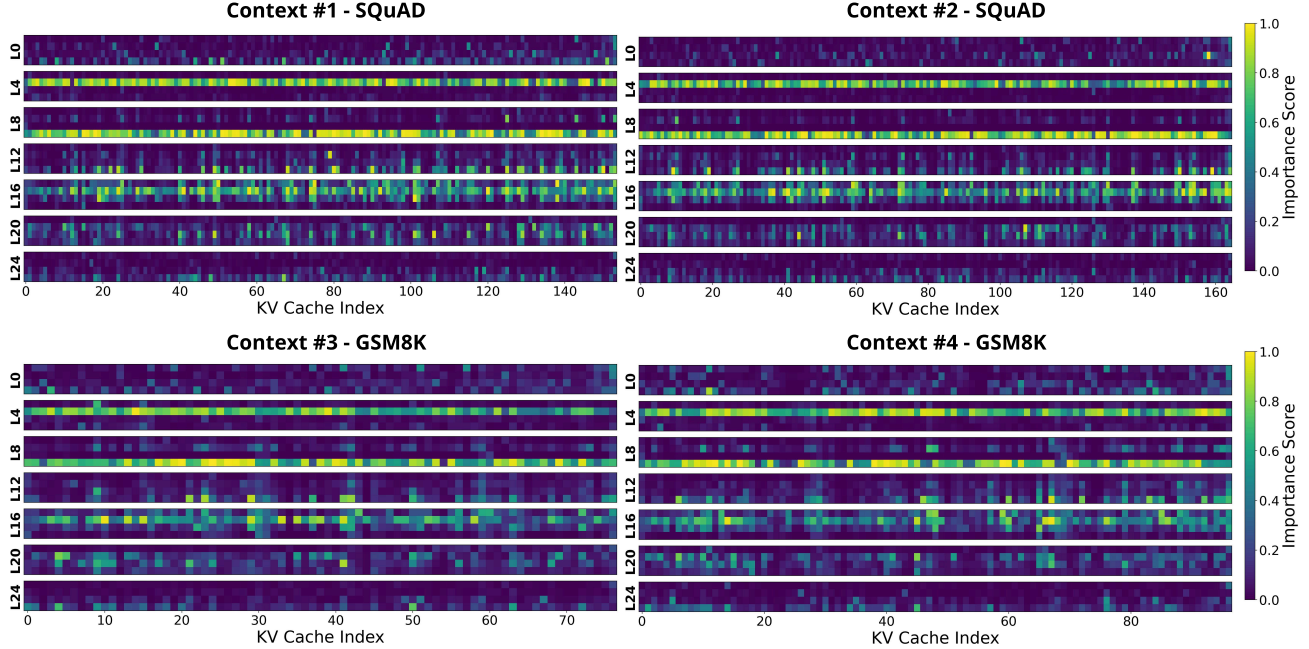 Context #1 - SQuAD
L0
L4
L8
L12
L16
L20
L24
0 20 40 60 80 100 120 140
KV Cache Index
Context #2 - SQuAD
L0
L4
L8
L12
L16
L20
L24
0 20 40 60 80 100 120 140 160
KV Cache Index
1.0
0.8
0.6
0.4
0.2
0.0
Importance Score
Context #3 - GSM8K
L0
L4
L8
L12
L16
L20
L24
0 10 20 30 40 50 60 70
KV Cache Index
Context #4 - GSM8K
L0
L4
L8
L12
L16
L20
L24
0 20 40 60 80
KV Cache Index
1.0
0.8
0.6
0.4
0.2
0.0
Importance Score